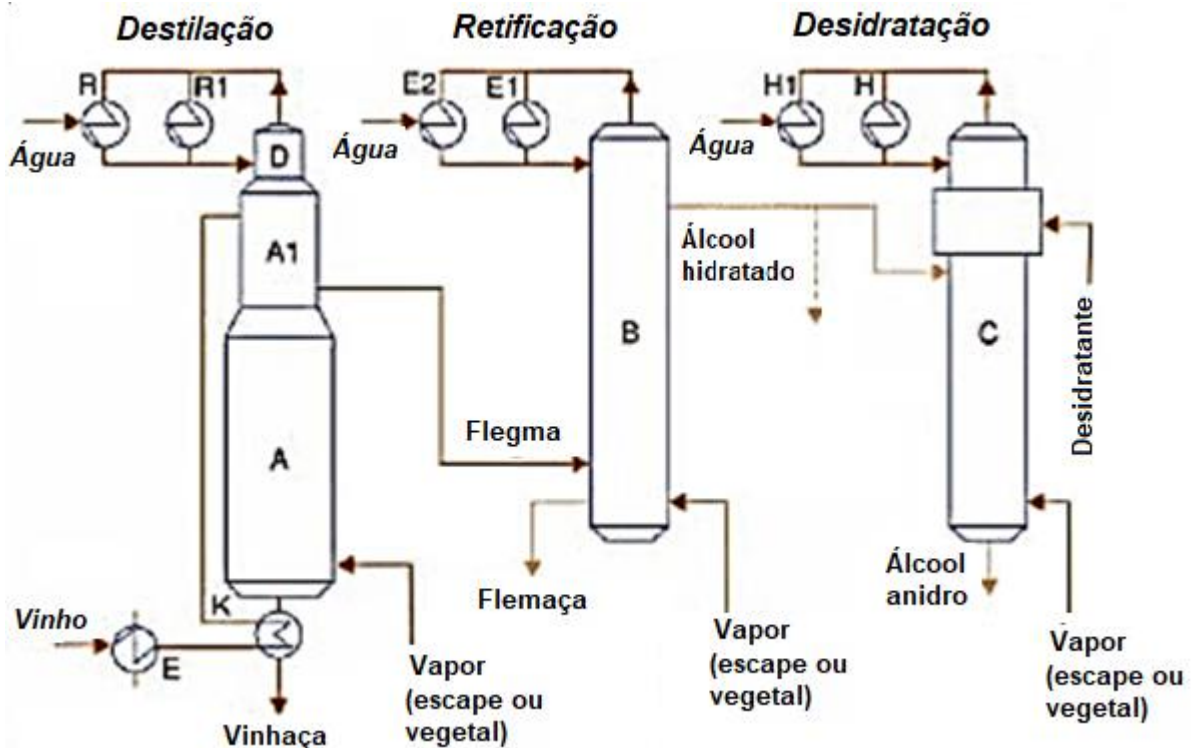 Destilação
Retificação
Desidratação
R
R1
E2
E1
H1
H
Água
D
Água
Água
A1
Álcool
hidratado
B
C
Desidratante
A
Flegma
Flemaça
Álcool
anidro
K
Vinho
E
Vapor
(escape ou
vegetal)
Vapor
(escape ou
vegetal)
Vapor
(escape ou
vegetal)
Vinhaça